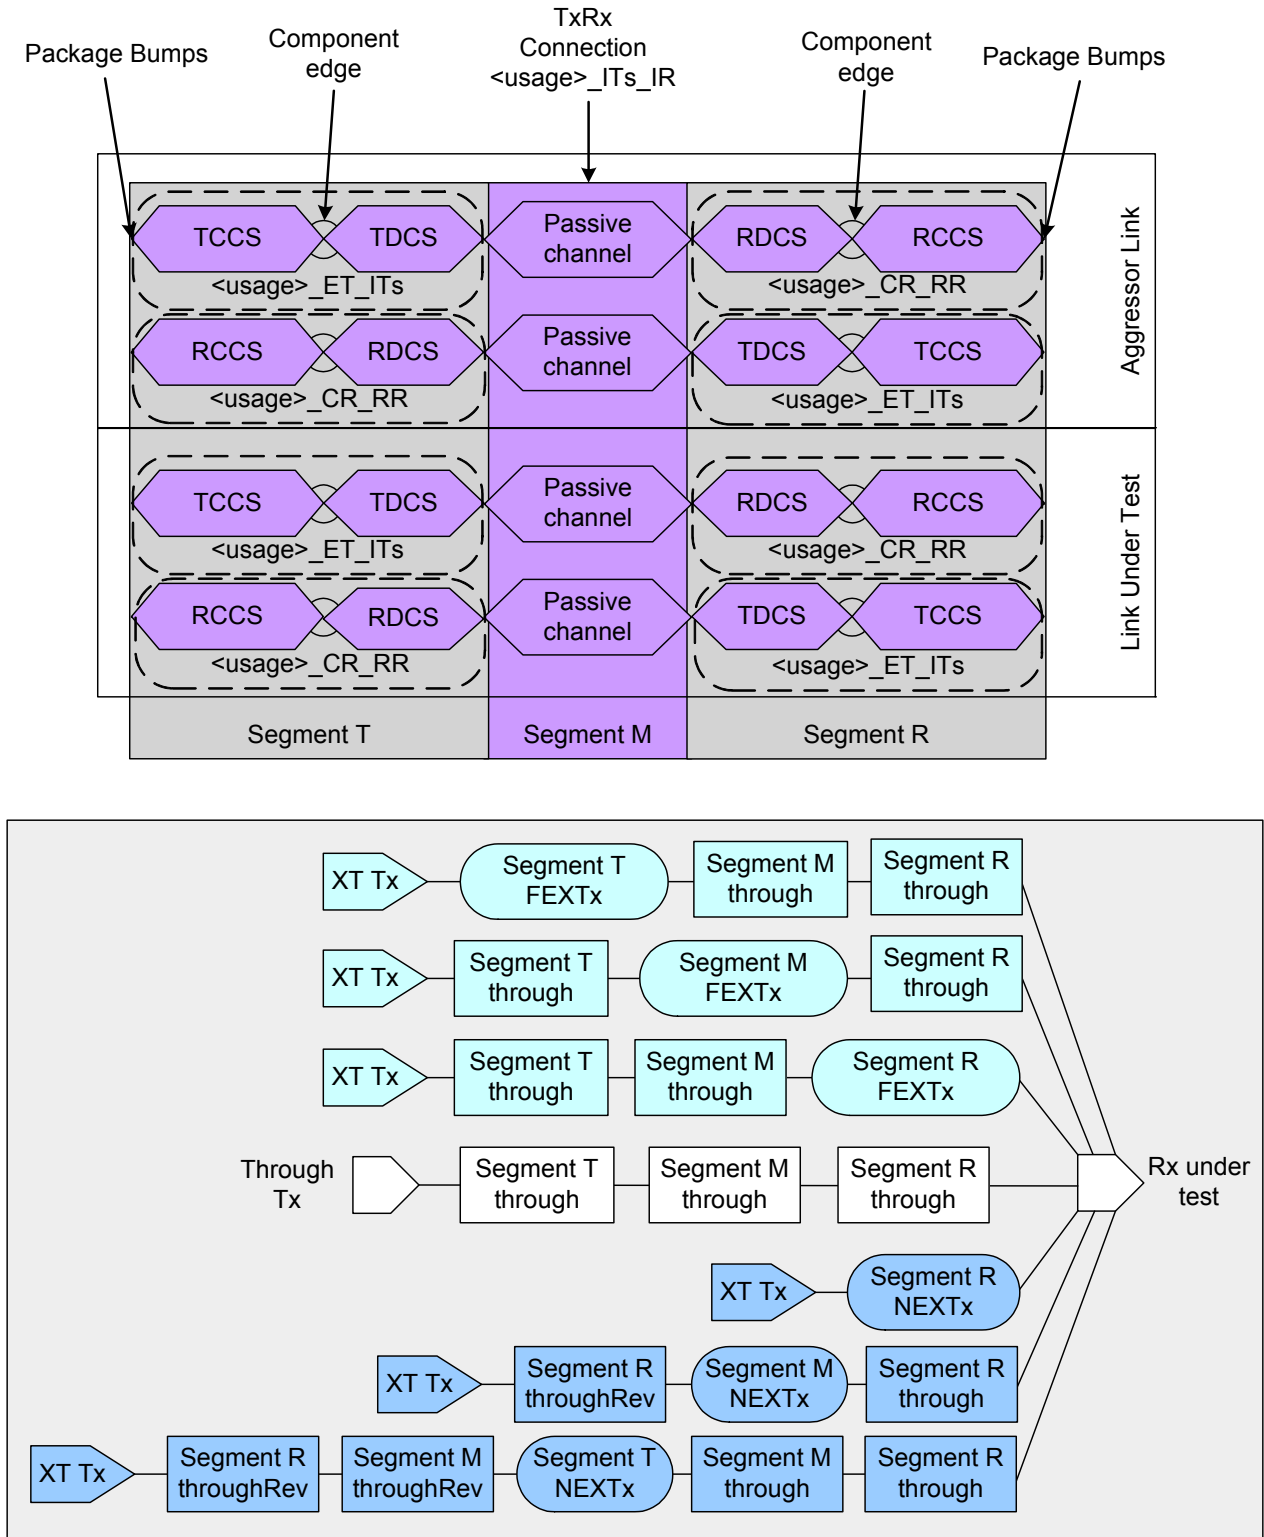 TxRx
Connection
<usage>_ITs_IR
Package Bumps
Component
edge
Component
edge
Package Bumps
TCCS
TDCS
Passive
channel
RDCS
RCCS
<usage>_ET_ITs
<usage>_CR_RR
RCCS
RDCS
Passive
channel
TDCS
TCCS
<usage>_CR_RR
<usage>_ET_ITs
Aggressor Link
TCCS
TDCS
Passive
channel
RDCS
RCCS
<usage>_ET_ITs
<usage>_CR_RR
RCCS
RDCS
Passive
channel
TDCS
TCCS
<usage>_CR_RR
<usage>_ET_ITs
Link Under Test
Segment T
Segment M
Segment R
XT Tx
Segment T
FEXTx
Segment M
through
Segment R
through
XT Tx
Segment T
through
Segment M
FEXTx
Segment R
through
XT Tx
Segment T
through
Segment M
through
Segment R
FEXTx
Through
Tx
Segment T
through
Segment M
through
Segment R
through
Rx under
test
XT Tx
Segment R
NEXTx
XT Tx
Segment R
throughRev
Segment M
NEXTx
Segment R
through
XT Tx
Segment R
throughRev
Segment M
throughRev
Segment T
NEXTx
Segment M
through
Segment R
through